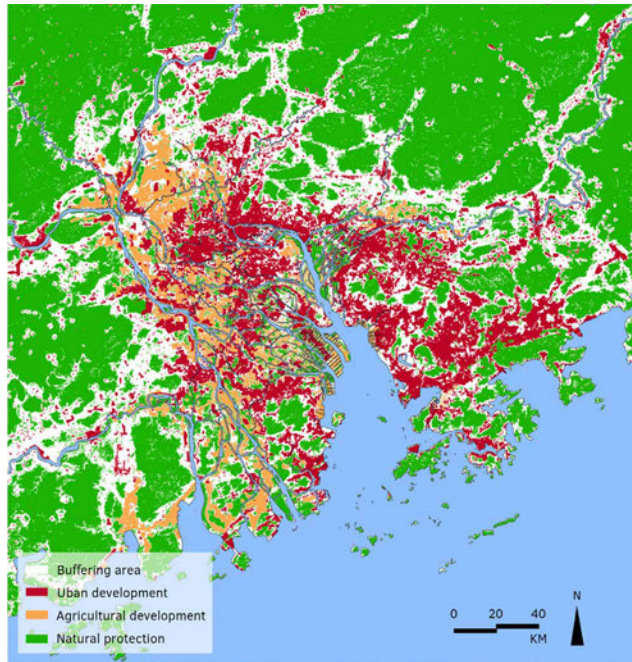 Buffering area
Uban development
Agricultural development
Natural protection
N
0 20 40
KM